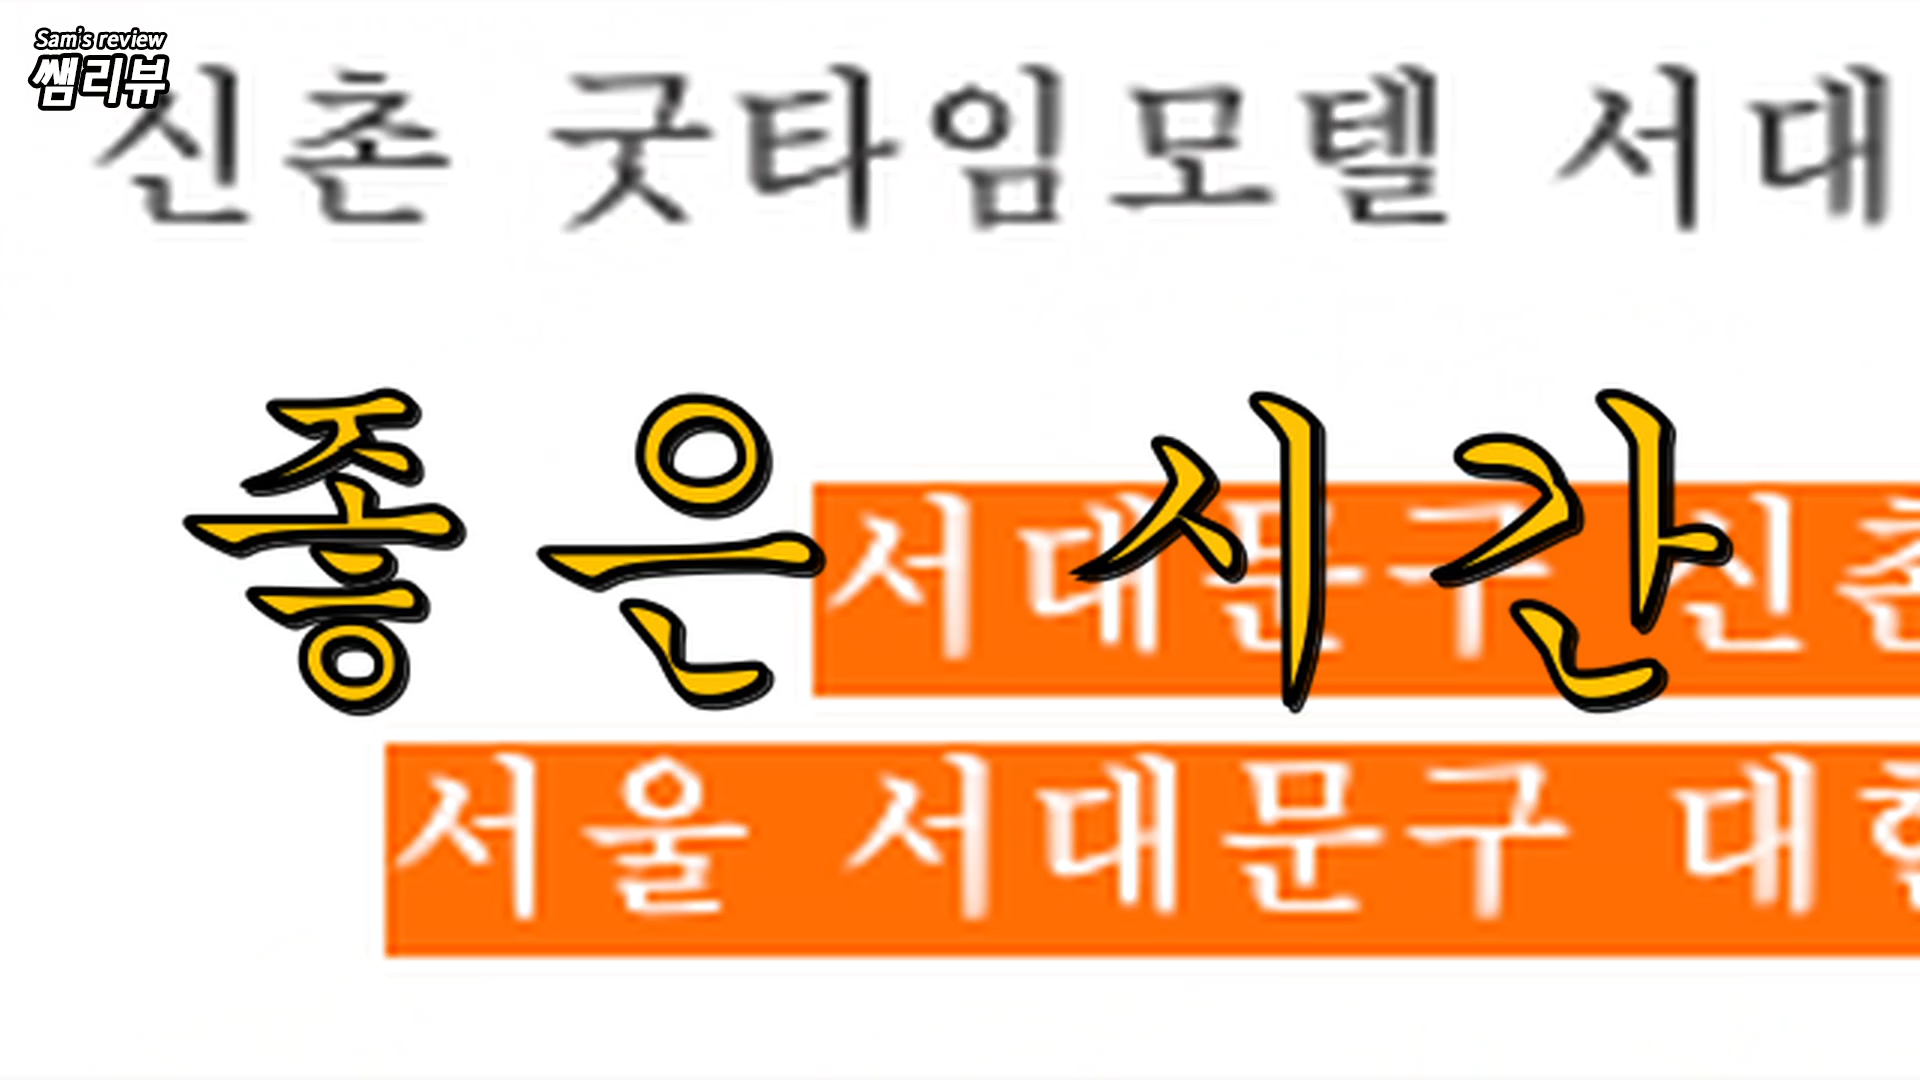 Sam's review
쌤리뷰
신촌 굿타임모텔 서대
좋은 시간
서대문구 신촌
서울 서대문구 대현